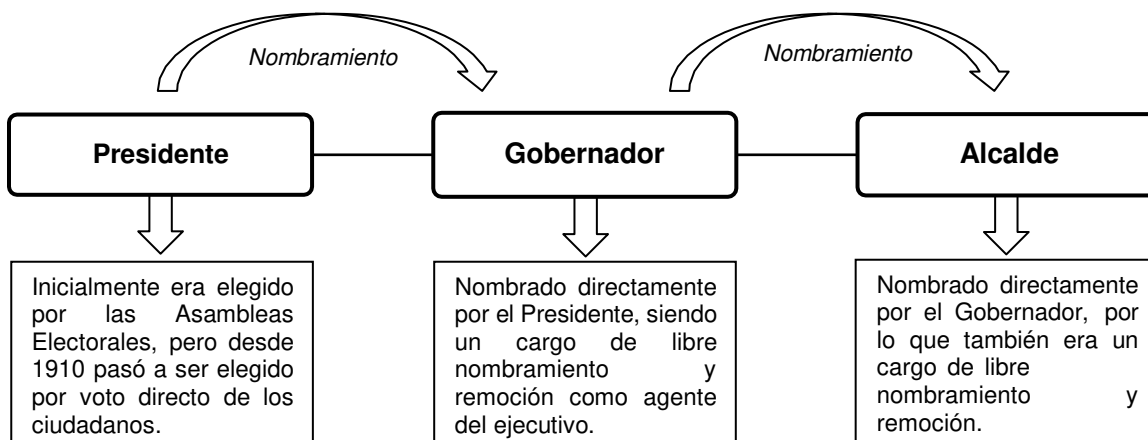 Nombramiento
Nombramiento
Presidente
Gobernador
Alcalde
Inicialmente era elegido
por las Asambleas
Electorales, pero desde
1910 pasó a ser elegido
por voto directo de los
ciudadanos.
Nombrado directamente
por el Presidente, siendo
un cargo de libre
nombramiento y
remoción como agente
del ejecutivo.
Nombrado directamente
por el Gobernador, por
lo que también era un
cargo de libre
nombramiento y
remoción.